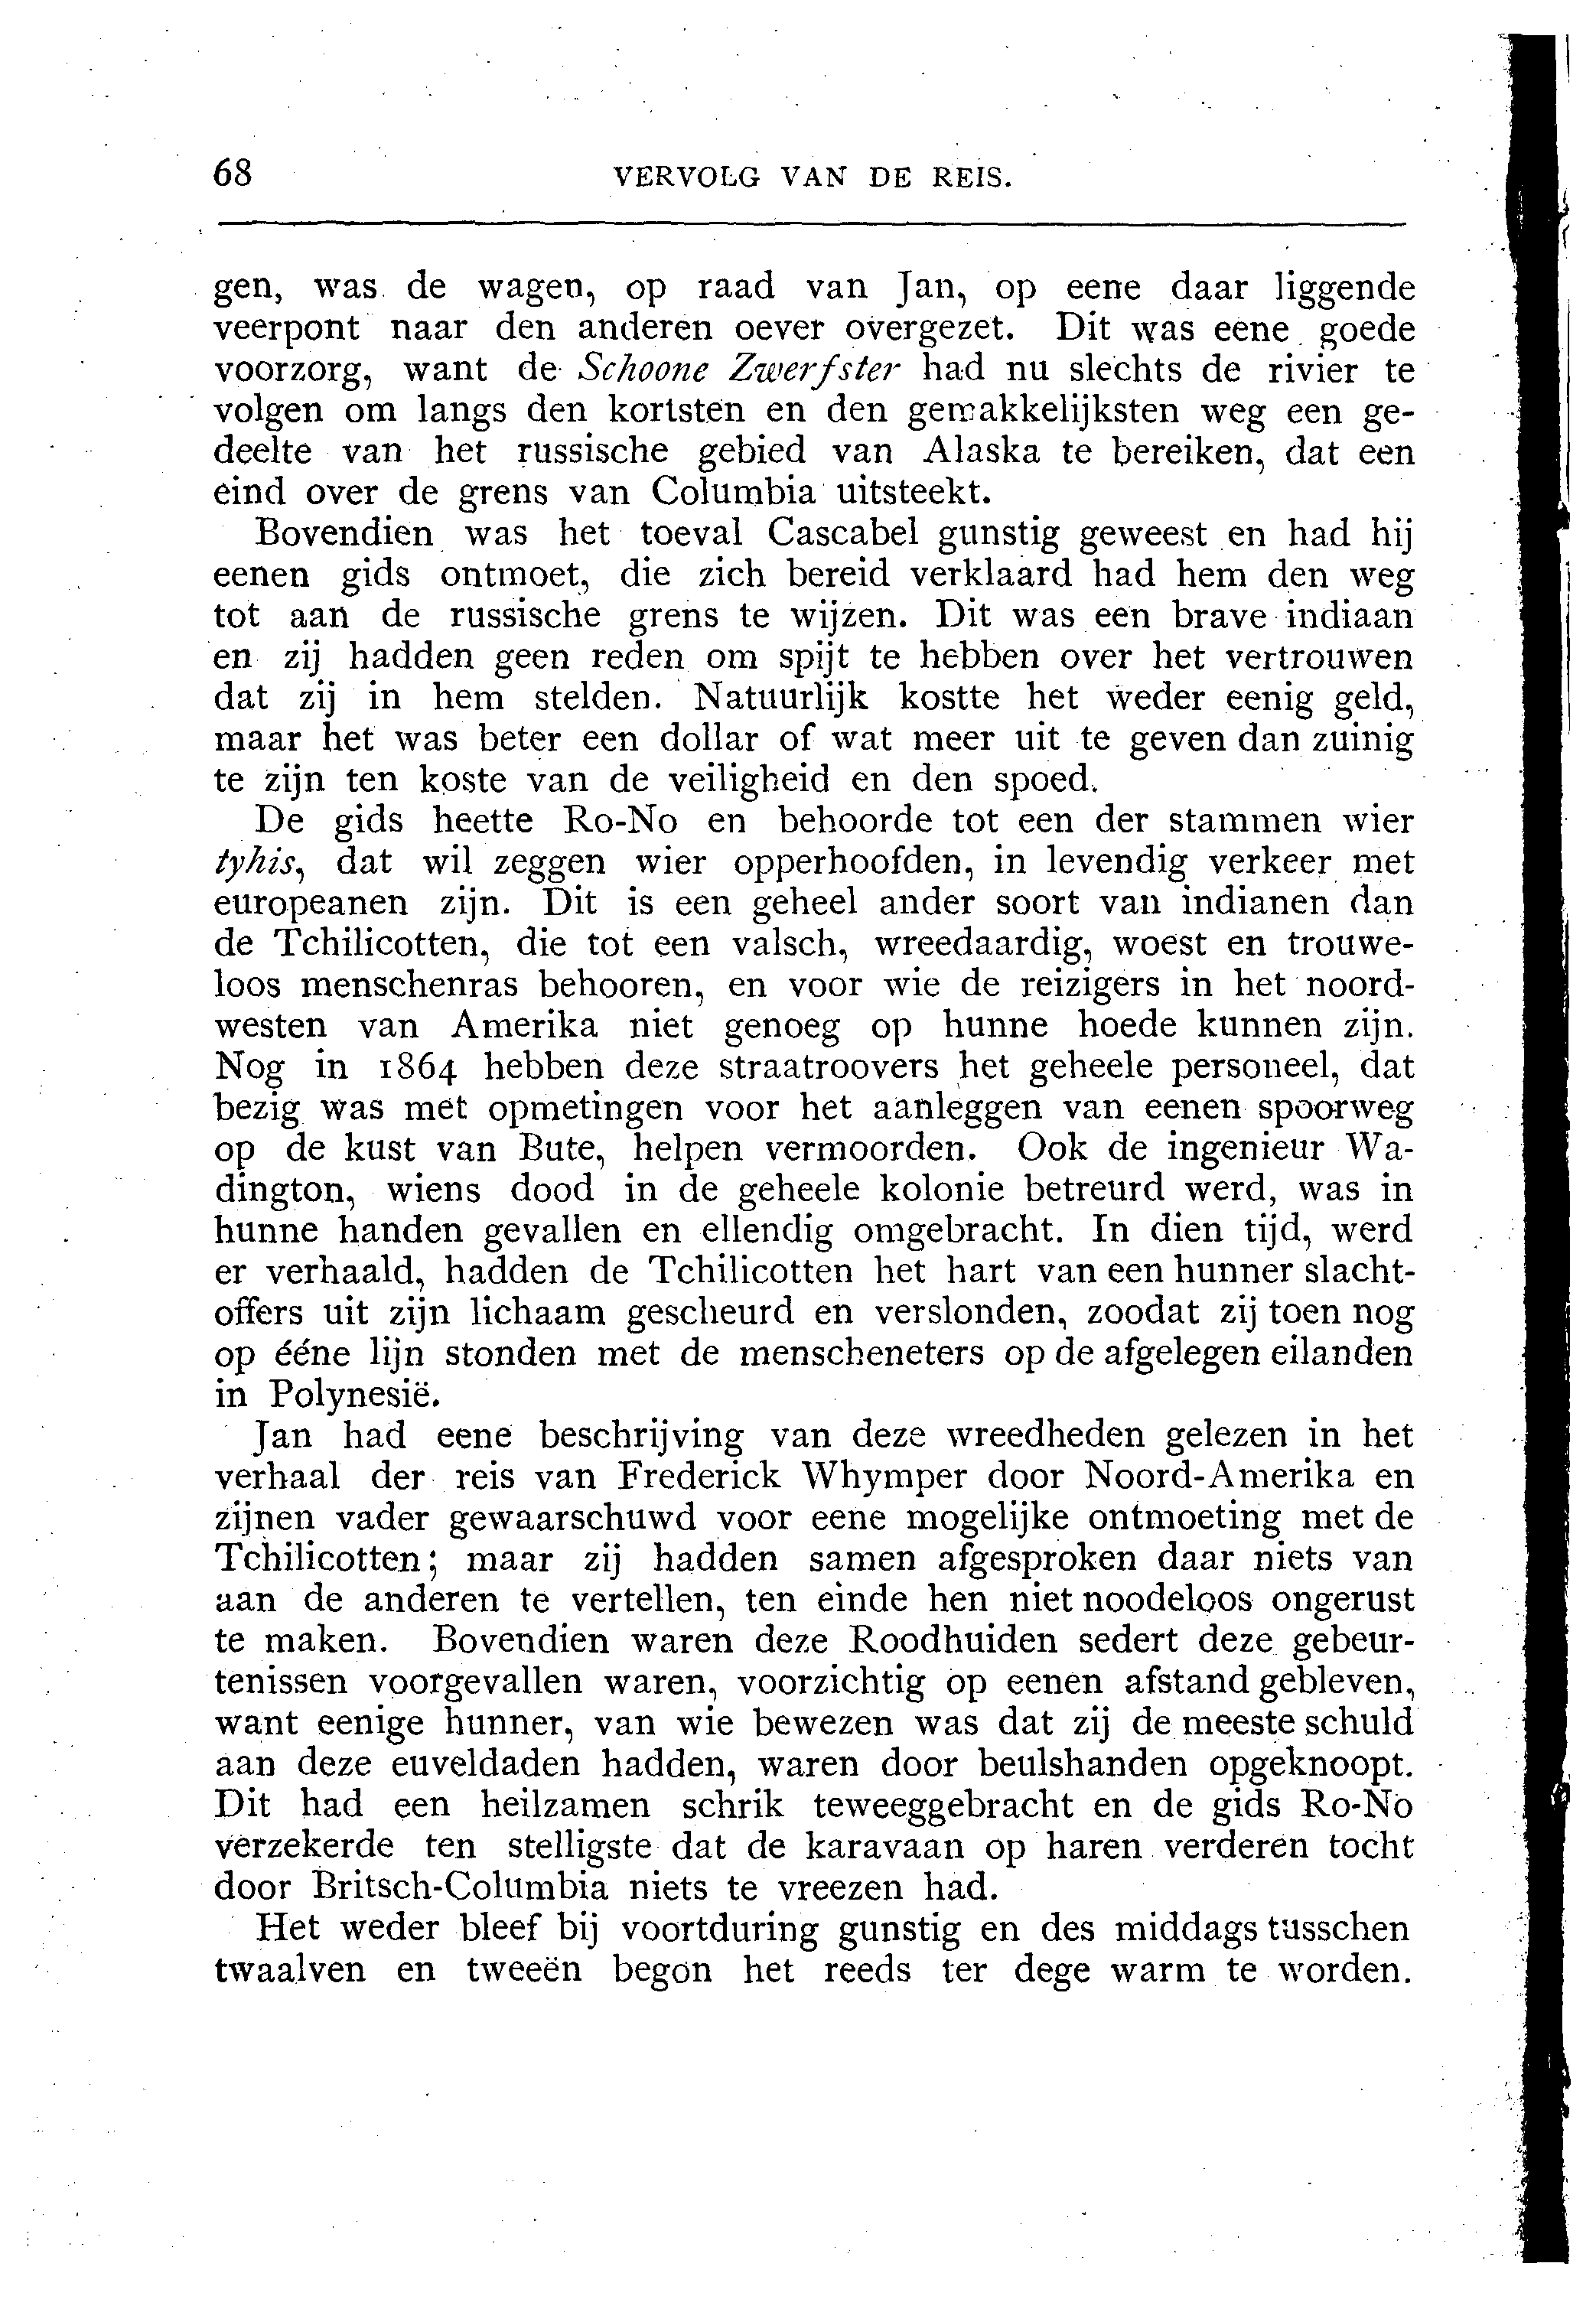 68
VERVOLG VAN DE REIS.
gen, was de wagen, op raad van Jan, op eene daar liggende
veerpont naar den anderen oever overgezet. Dit was eene goede
voorzorg, want de Schoone Zwerfster had nu slechts de rivier te
volgen om langs den kortsten en den gemakkelijksten weg een ge-
deelte van het russische gebied van Alaska te bereiken, dat een
eind over de grens van Columbia uitsteekt.
Bovendien was het toeval Cascabel gunstig geweest en had hij
eenen gids ontmoet, die zich bereid verklaard had hem den weg
tot aan de russische grens te wijzen. Dit was een brave indiaan
en zij hadden geen reden om spijt te hebben over het vertrouwen
dat zij in hem stelden. Natuurlijk kostte het weder eenig geld,
maar het was beter een dollar of wat meer uit te geven dan zuinig
te zijn ten koste van de veiligheid en den spoed.
De gids heette Ro-No en behoorde tot een der stammen wier
tyhis, dat wil zeggen wier opperhoofden, in levendig verkeer met
europeanen zijn. Dit is een geheel ander soort van indianen dan
de Tchilicotten, die tot een valsch, wreedaardig, woest en trouwe-
loos menschenras behooren, en voor wie de reizigers in het noord-
westen van Amerika niet genoeg op hunne hoede kunnen zijn.
Nog in 1864 hebben deze straatroovers het geheele personeel, dat
bezig was met opmetingen voor het aanleggen van eenen spoorweg
op de kust van Bute, helpen vermoorden. Ook de ingenieur Wa-
dington, wiens dood in de geheele kolonie betreurd werd, was in
hunne handen gevallen en ellendig omgebracht. In dien tijd, werd
er verhaald, hadden de Tchilicotten het hart van een hunner slacht-
offers uit zijn lichaam gescheurd en verslonden, zoodat zij toen nog
op ééne lijn stonden met de menscheneters op de afgelegen eilanden
in Polynesië.
Jan had eene beschrijving van deze wreedheden gelezen in het
verhaal der reis van Frederick Whymper door Noord-Amerika en
zijnen vader gewaarschuwd voor eene mogelijke ontmoeting met de
Tchilicotten; maar zij hadden samen afgesproken daar niets van
aan de anderen te vertellen, ten einde hen niet noodeloos ongerust
te maken. Bovendien waren deze Roodhuiden sedert deze gebeur-
tenissen voorgevallen waren, voorzichtig op eenen afstand gebleven,
want eenige hunner, van wie bewezen was dat zij de meeste schuld
aan deze euveldaden hadden, waren door beulshanden opgeknoopt.
Dit had een heilzamen schrik teweeggebracht en de gids Ro-No
verzekerde ten stelligste dat de karavaan op haren verderen tocht
door Britsch-Columbia niets te vreezen had.
Het weder bleef bij voortduring gunstig en des middags tusschen
twaalven en tweeën begon het reeds ter dege warm te worden.